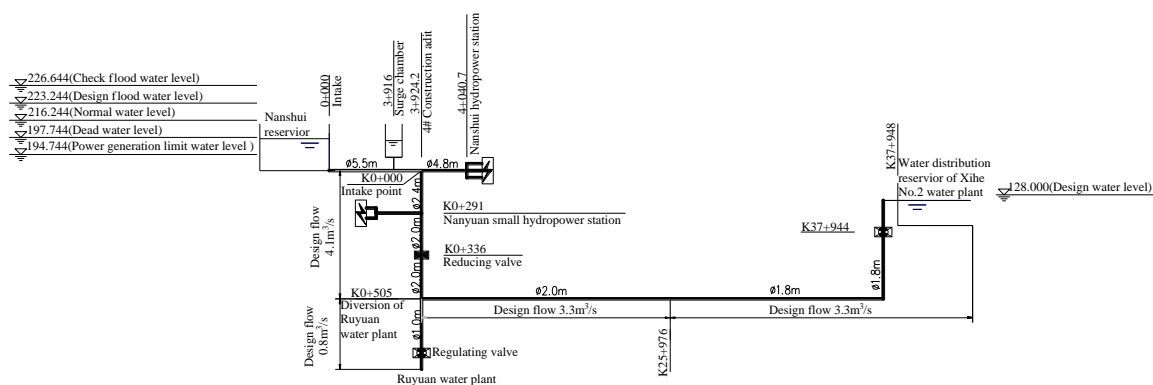 226.644(Check flood water level)
223.244(Design flood water level)
216.244(Normal water level)
197.744(Dead water level)
194.744(Power generation limit water level )
Nanshui
reservior
0+000
Intake
3+916
Surge chamber
3+924.2
4# Construction adit
4+040.7
Nanshui hydropower station
ø5.5m
ø4.8m
K0+000
Intake point
ø2.4m
K0+291
Nanyuan small hydropower station
ø2.0m
K0+336
Reducing valve
ø2.0m
Design flow
4.1m³/s
K0+505
Diversion of
Ruyuan
water plant
Design flow
0.8m³/s
ø1.0m
Regulating valve
Ruyuan water plant
ø2.0m
Design flow 3.3m³/s
K25+976
ø1.8m
Design flow 3.3m³/s
ø1.8m
K37+944
K37+948
Water distribution
reservior of Xihe
No.2 water plant
128.000(Design water level)